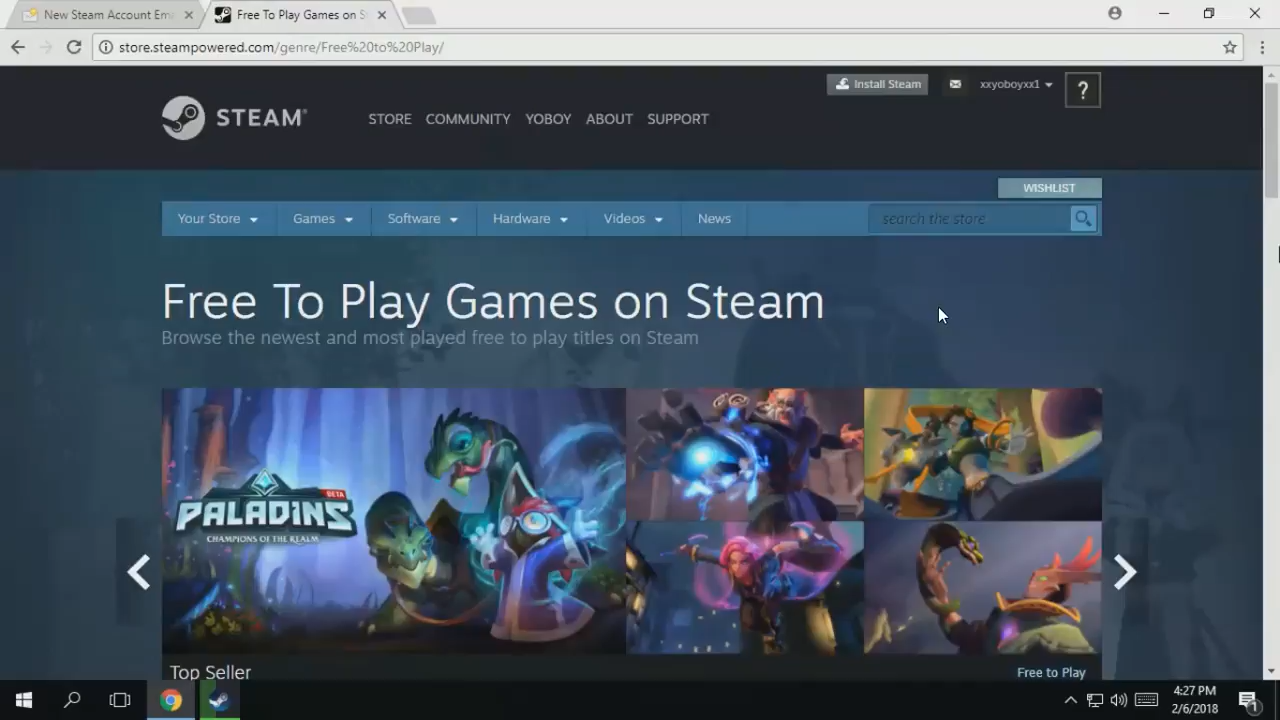 New Steam Account Ema
Free To Play Games on S
store.steampowered.com/genre/Free%20to%20Play/
Install Steam
xxyoboyxx1
?
STEAM®
STORE COMMUNITY YOBOY ABOUT SUPPORT
WISHLIST
Your Store Games Software Hardware Videos News
search the store
Free To Play Games on Steam
Browse the newest and most played free to play titles on Steam
BETA
PALADINS
CHAMPIONS OF THE REALM
Top Seller
Free to Play
4:27 PM
2/6/2018
1